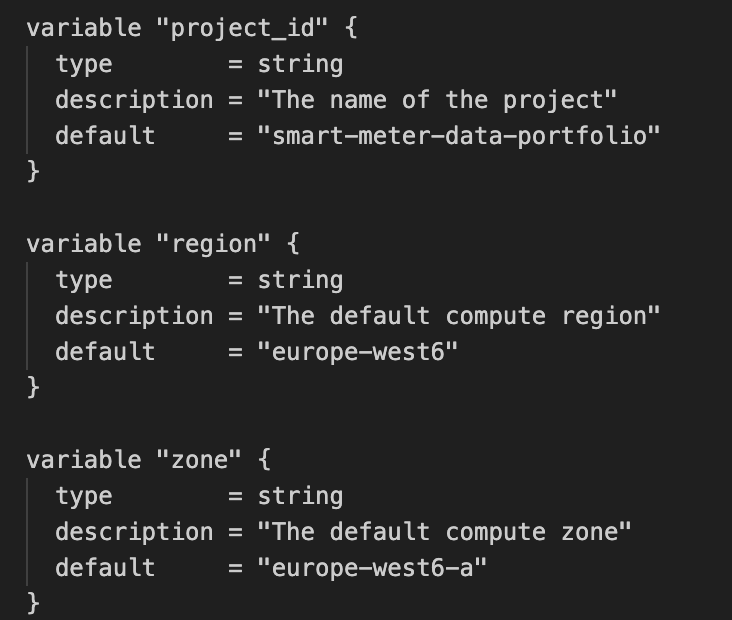 variable "project_id" {
  type        = string
  description = "The name of the project"
  default     = "smart-meter-data-portfolio"
}

variable "region" {
  type        = string
  description = "The default compute region"
  default     = "europe-west6"
}

variable "zone" {
  type        = string
  description = "The default compute zone"
  default     = "europe-west6-a"
}